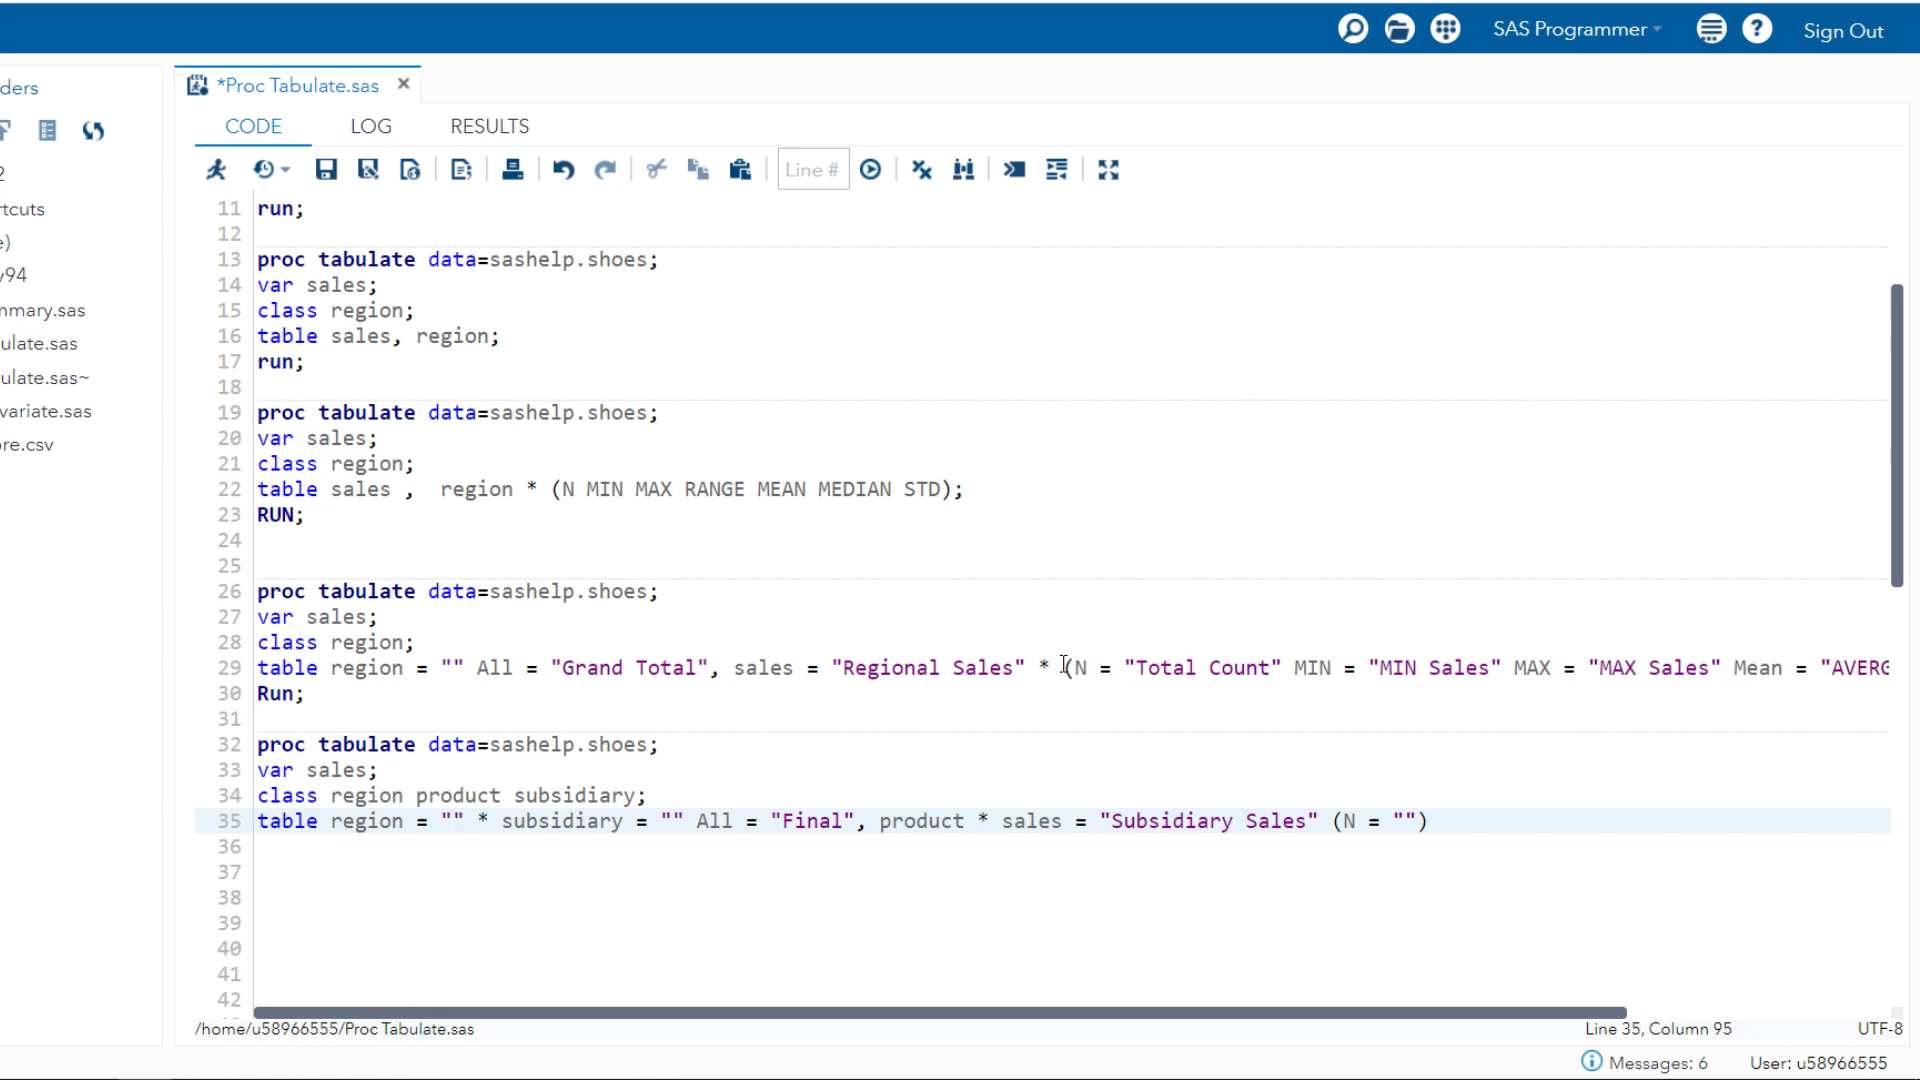 SAS Programmer
Sign Out
ders
*Proc Tabulate.sas
CODE LOG RESULTS
Line #
2
rtcuts
e)
v94
nmary.sas
ulate.sas
ulate.sas~
variate.sas
ore.csv
11 run;
12
13 proc tabulate data=sashelp.shoes;
14 var sales;
15 class region;
16 table sales, region;
17 run;
18
19 proc tabulate data=sashelp.shoes;
20 var sales;
21 class region;
22 table sales , region * (N MIN MAX RANGE MEAN MEDIAN STD);
23 RUN;
24
25
26 proc tabulate data=sashelp.shoes;
27 var sales;
28 class region;
29 table region = "" All = "Grand Total", sales = "Regional Sales" * (N = "Total Count" MIN = "MIN Sales" MAX = "MAX Sales" Mean = "AVERG
30 Run;
31
32 proc tabulate data=sashelp.shoes;
33 var sales;
34 class region product subsidiary;
35 table region = "" * subsidiary = "" All = "Final", product * sales = "Subsidiary Sales" (N = "")
36
37
38
39
40
41
42
/home/u58966555/Proc Tabulate.sas
Line 35, Column 95
UTF-8
Messages: 6
User: u58966555